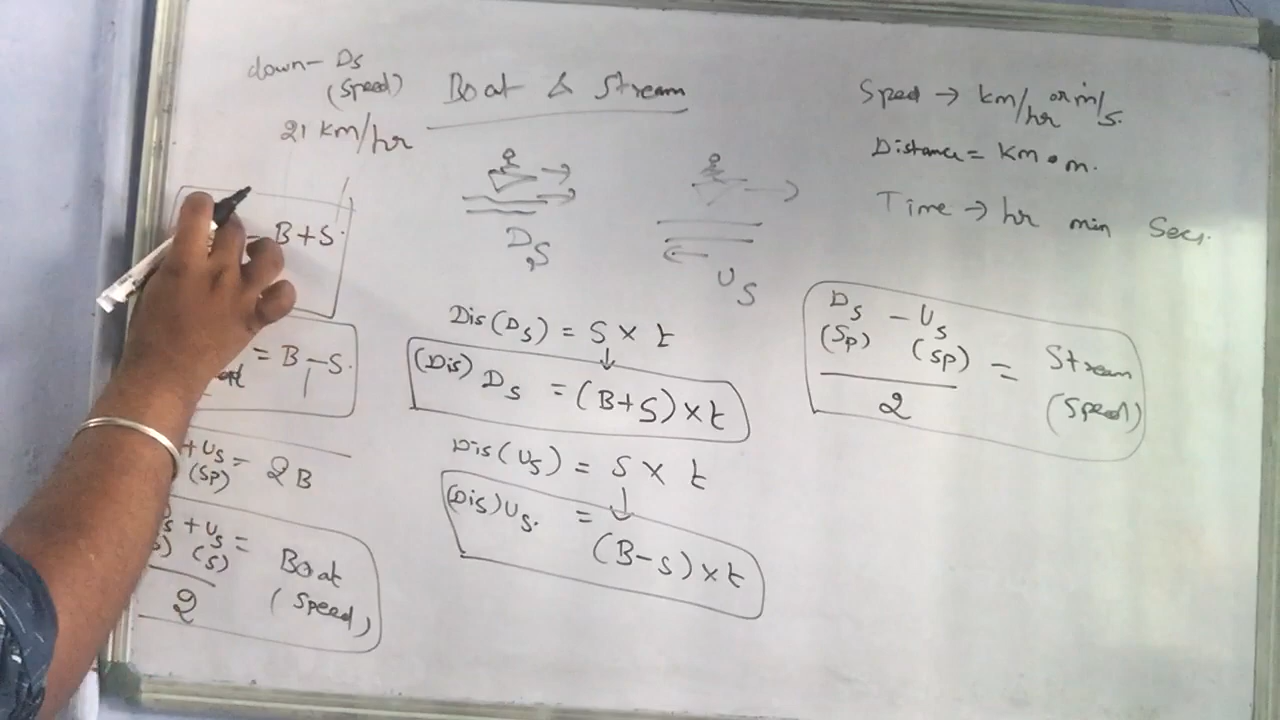 down- Ds
(Speed)
21 km/hr
Boat & Stream
Speed → km/hr or m/s.
Distance = km • m.
Time → hr min Sec.
= B+S.
= B-S.
+ Us = 2B
(SP)
+ Us = Boat
(S) (Speed)
2
Ds
Us
Dis(Ds) = S × t
(Dis) Ds = (B+S) × t
Dis(Us) = S × t
(Dis) Us. = (B-S) × t
Ds - Us
(Sp) (SP) = Stream
2 (Speed)